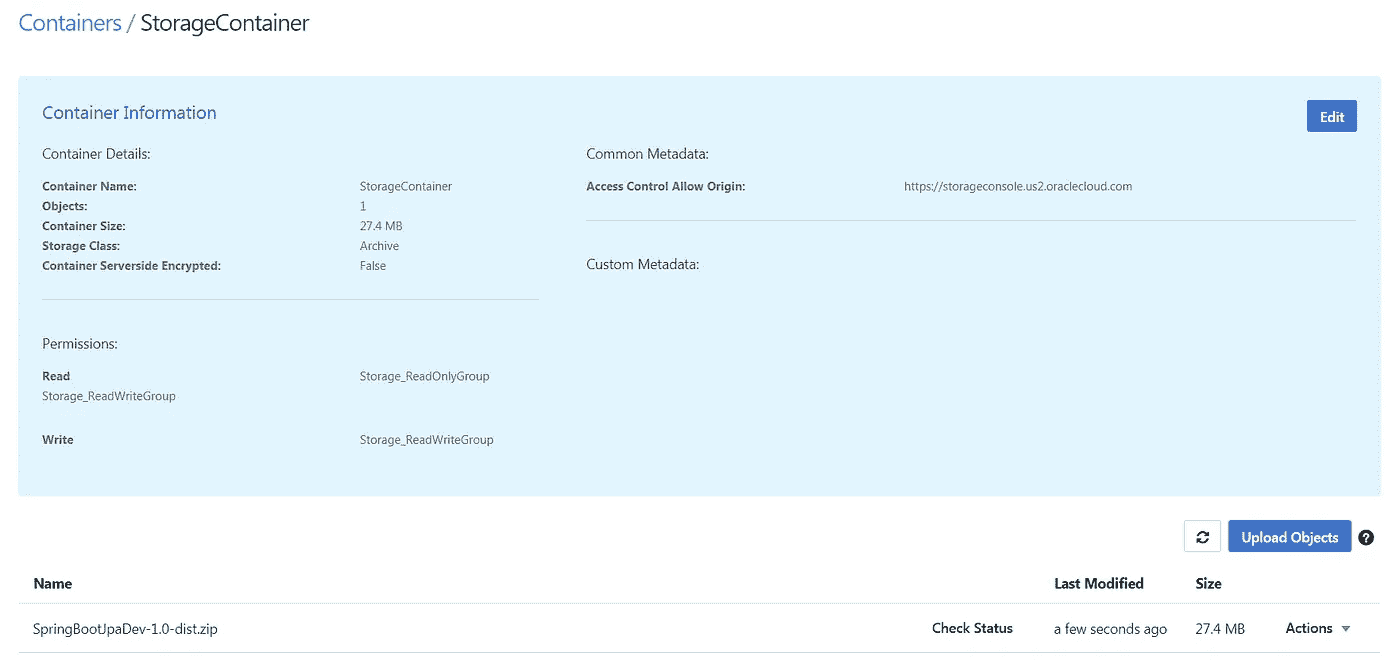 Containers / StorageContainer
Container Information
Edit
Container Details:
Container Name: StorageContainer
Objects: 1
Container Size: 27.4 MB
Storage Class: Archive
Container Serverside Encrypted: False
Common Metadata:
Access Control Allow Origin: https://storageconsole.us2.oraclecloud.com
Custom Metadata:
Permissions:
Read Storage_ReadOnlyGroup
Storage_ReadWriteGroup
Write Storage_ReadWriteGroup
Upload Objects ?
Name Last Modified Size
SpringBootJpaDev-1.0-dist.zip Check Status a few seconds ago 27.4 MB Actions